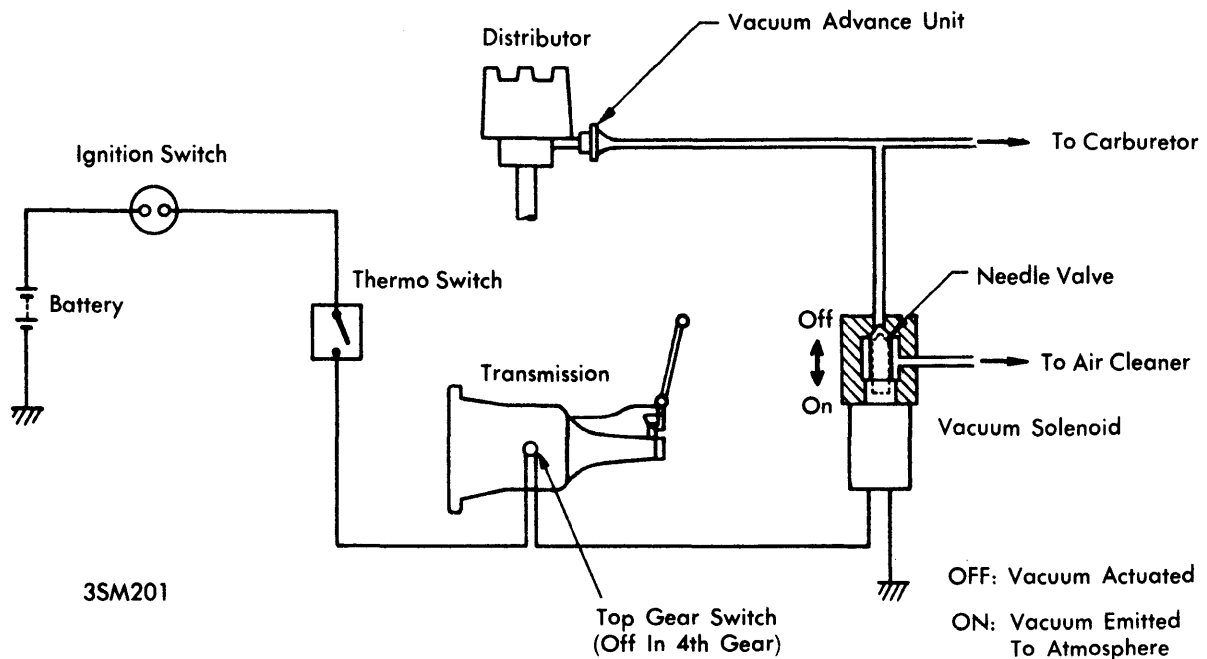 Vacuum Advance Unit
Distributor
To Carburetor
Ignition Switch
Needle Valve
Thermo Switch
Battery
Off
To Air Cleaner
Transmission
On
Vacuum Solenoid
OFF: Vacuum Actuated
3SM201
Top Gear Switch
(Off In 4th Gear)
ON: Vacuum Emitted
To Atmosphere